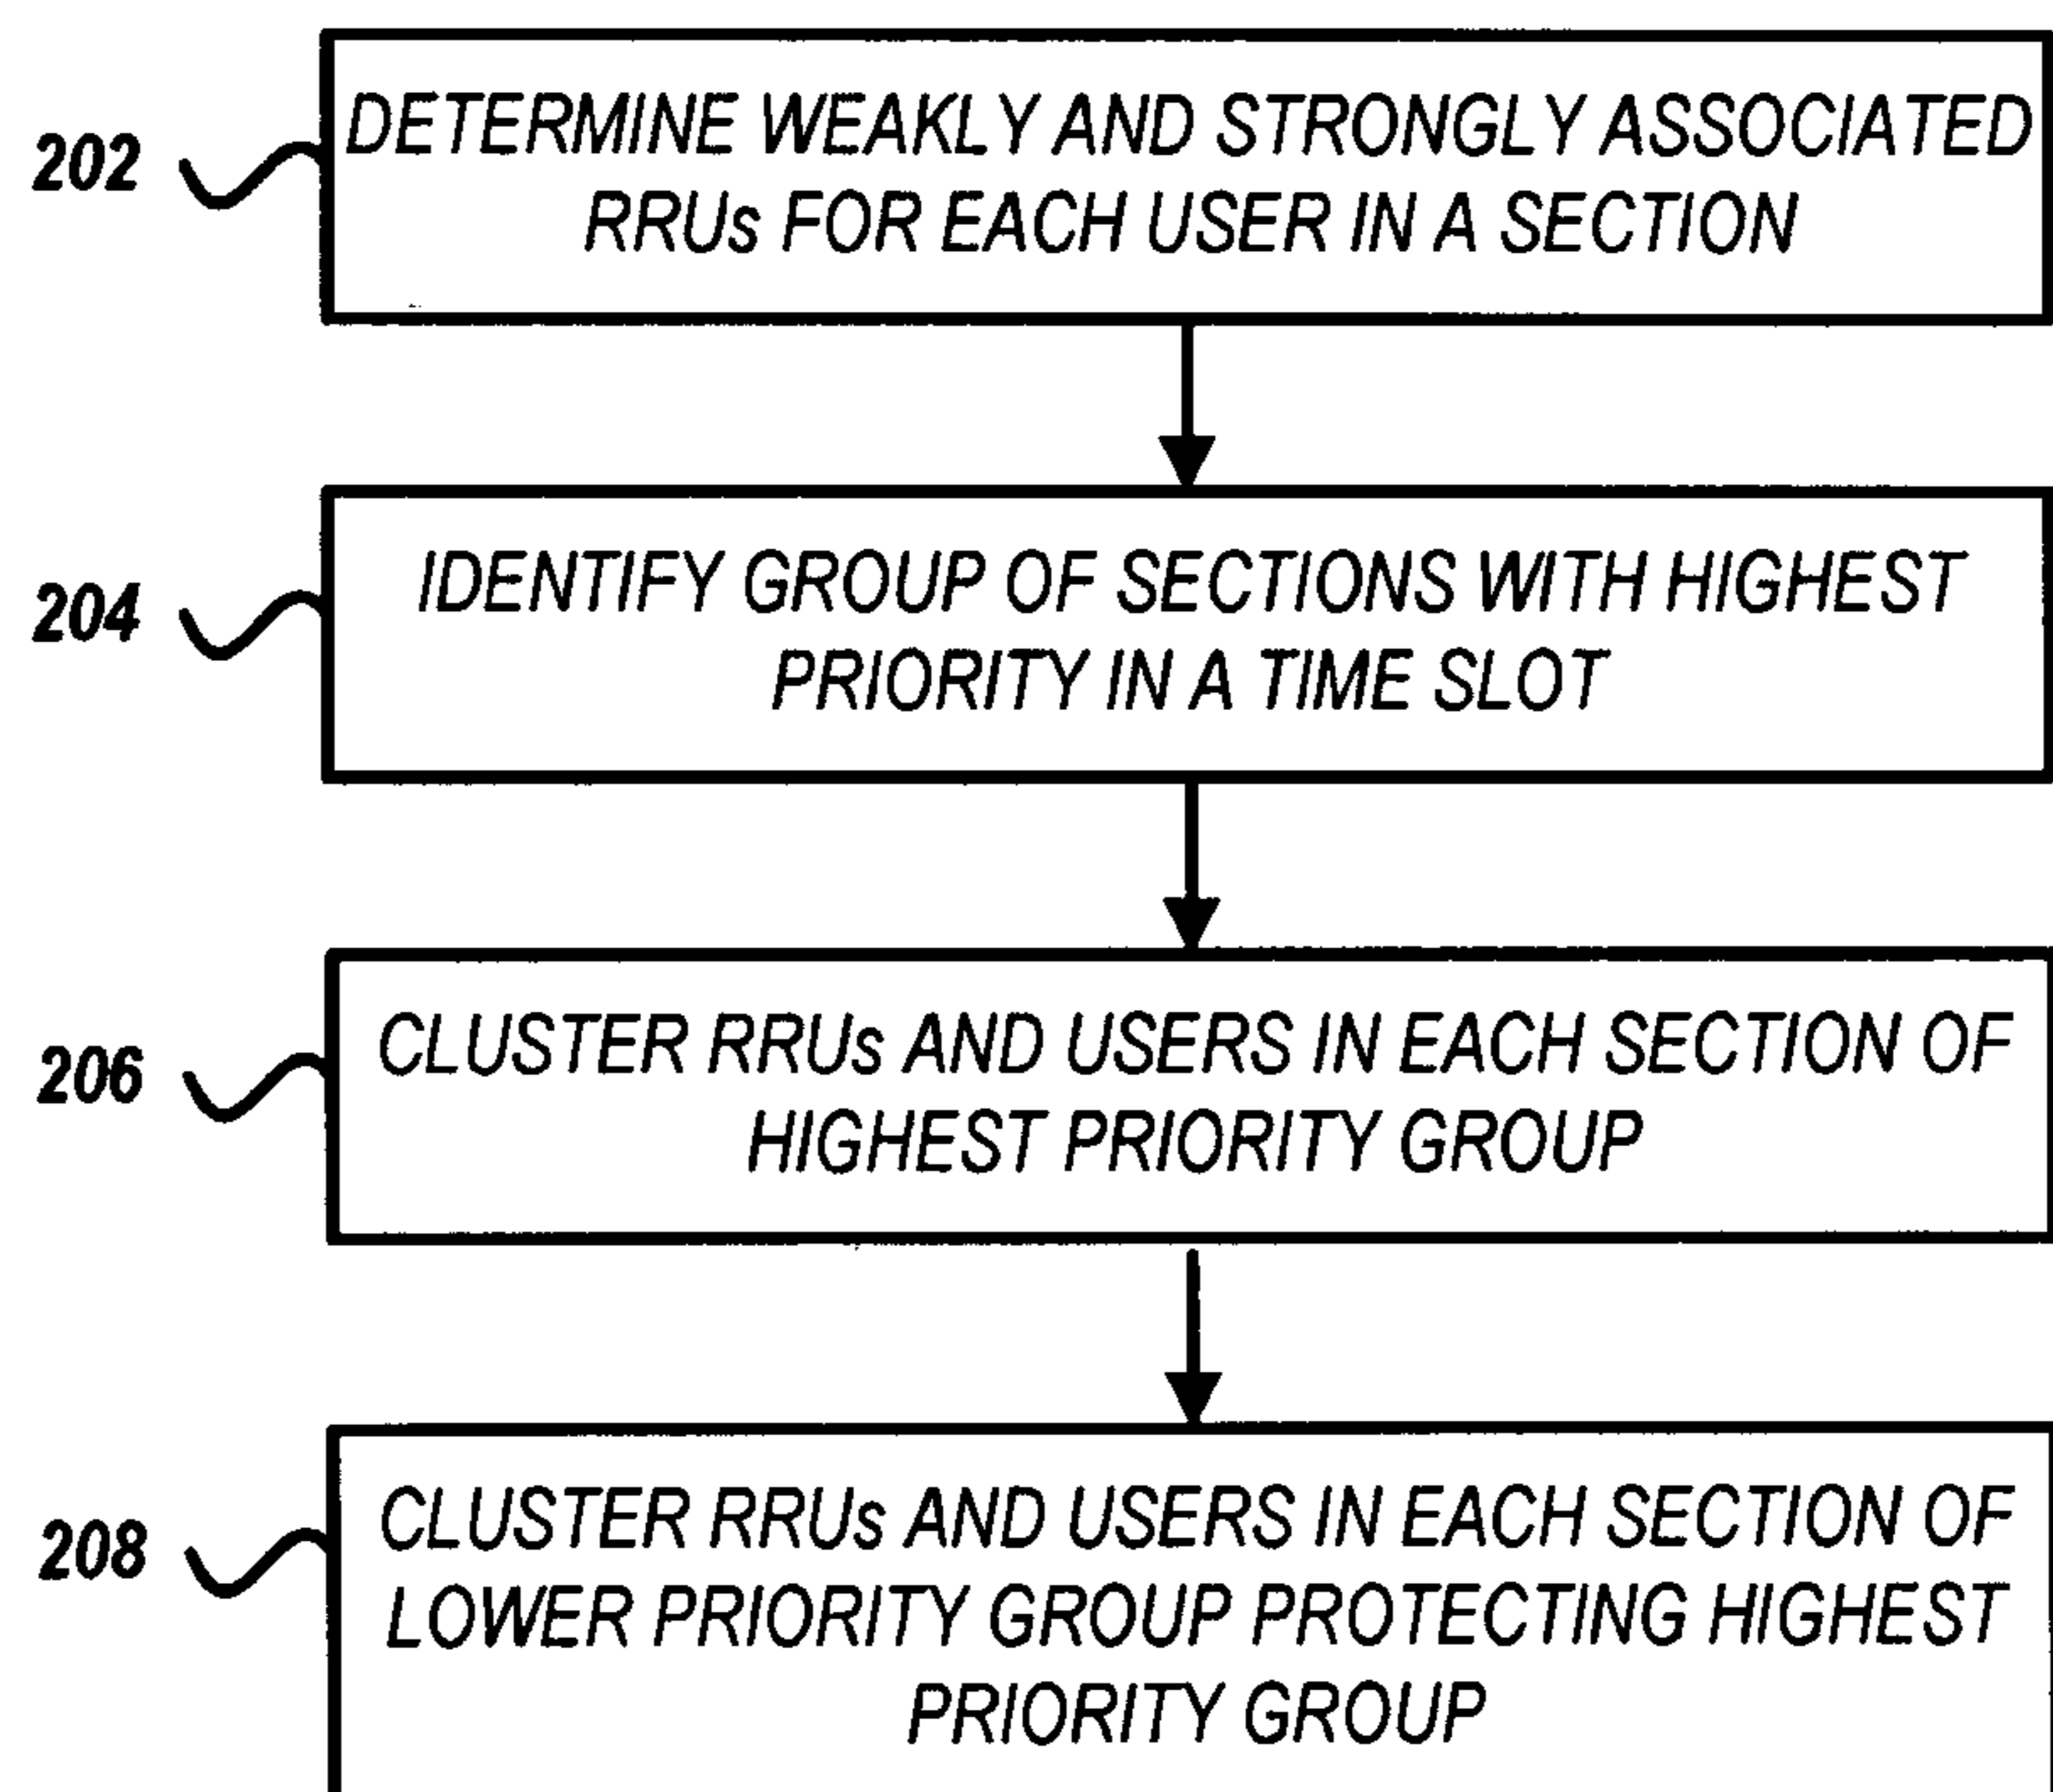 202
DETERMINE WEAKLY AND STRONGLY ASSOCIATED
RRUs FOR EACH USER IN A SECTION
204
IDENTIFY GROUP OF SECTIONS WITH HIGHEST
PRIORITY IN A TIME SLOT
206
CLUSTER RRUs AND USERS IN EACH SECTION OF
HIGHEST PRIORITY GROUP
208
CLUSTER RRUs AND USERS IN EACH SECTION OF
LOWER PRIORITY GROUP PROTECTING HIGHEST
PRIORITY GROUP